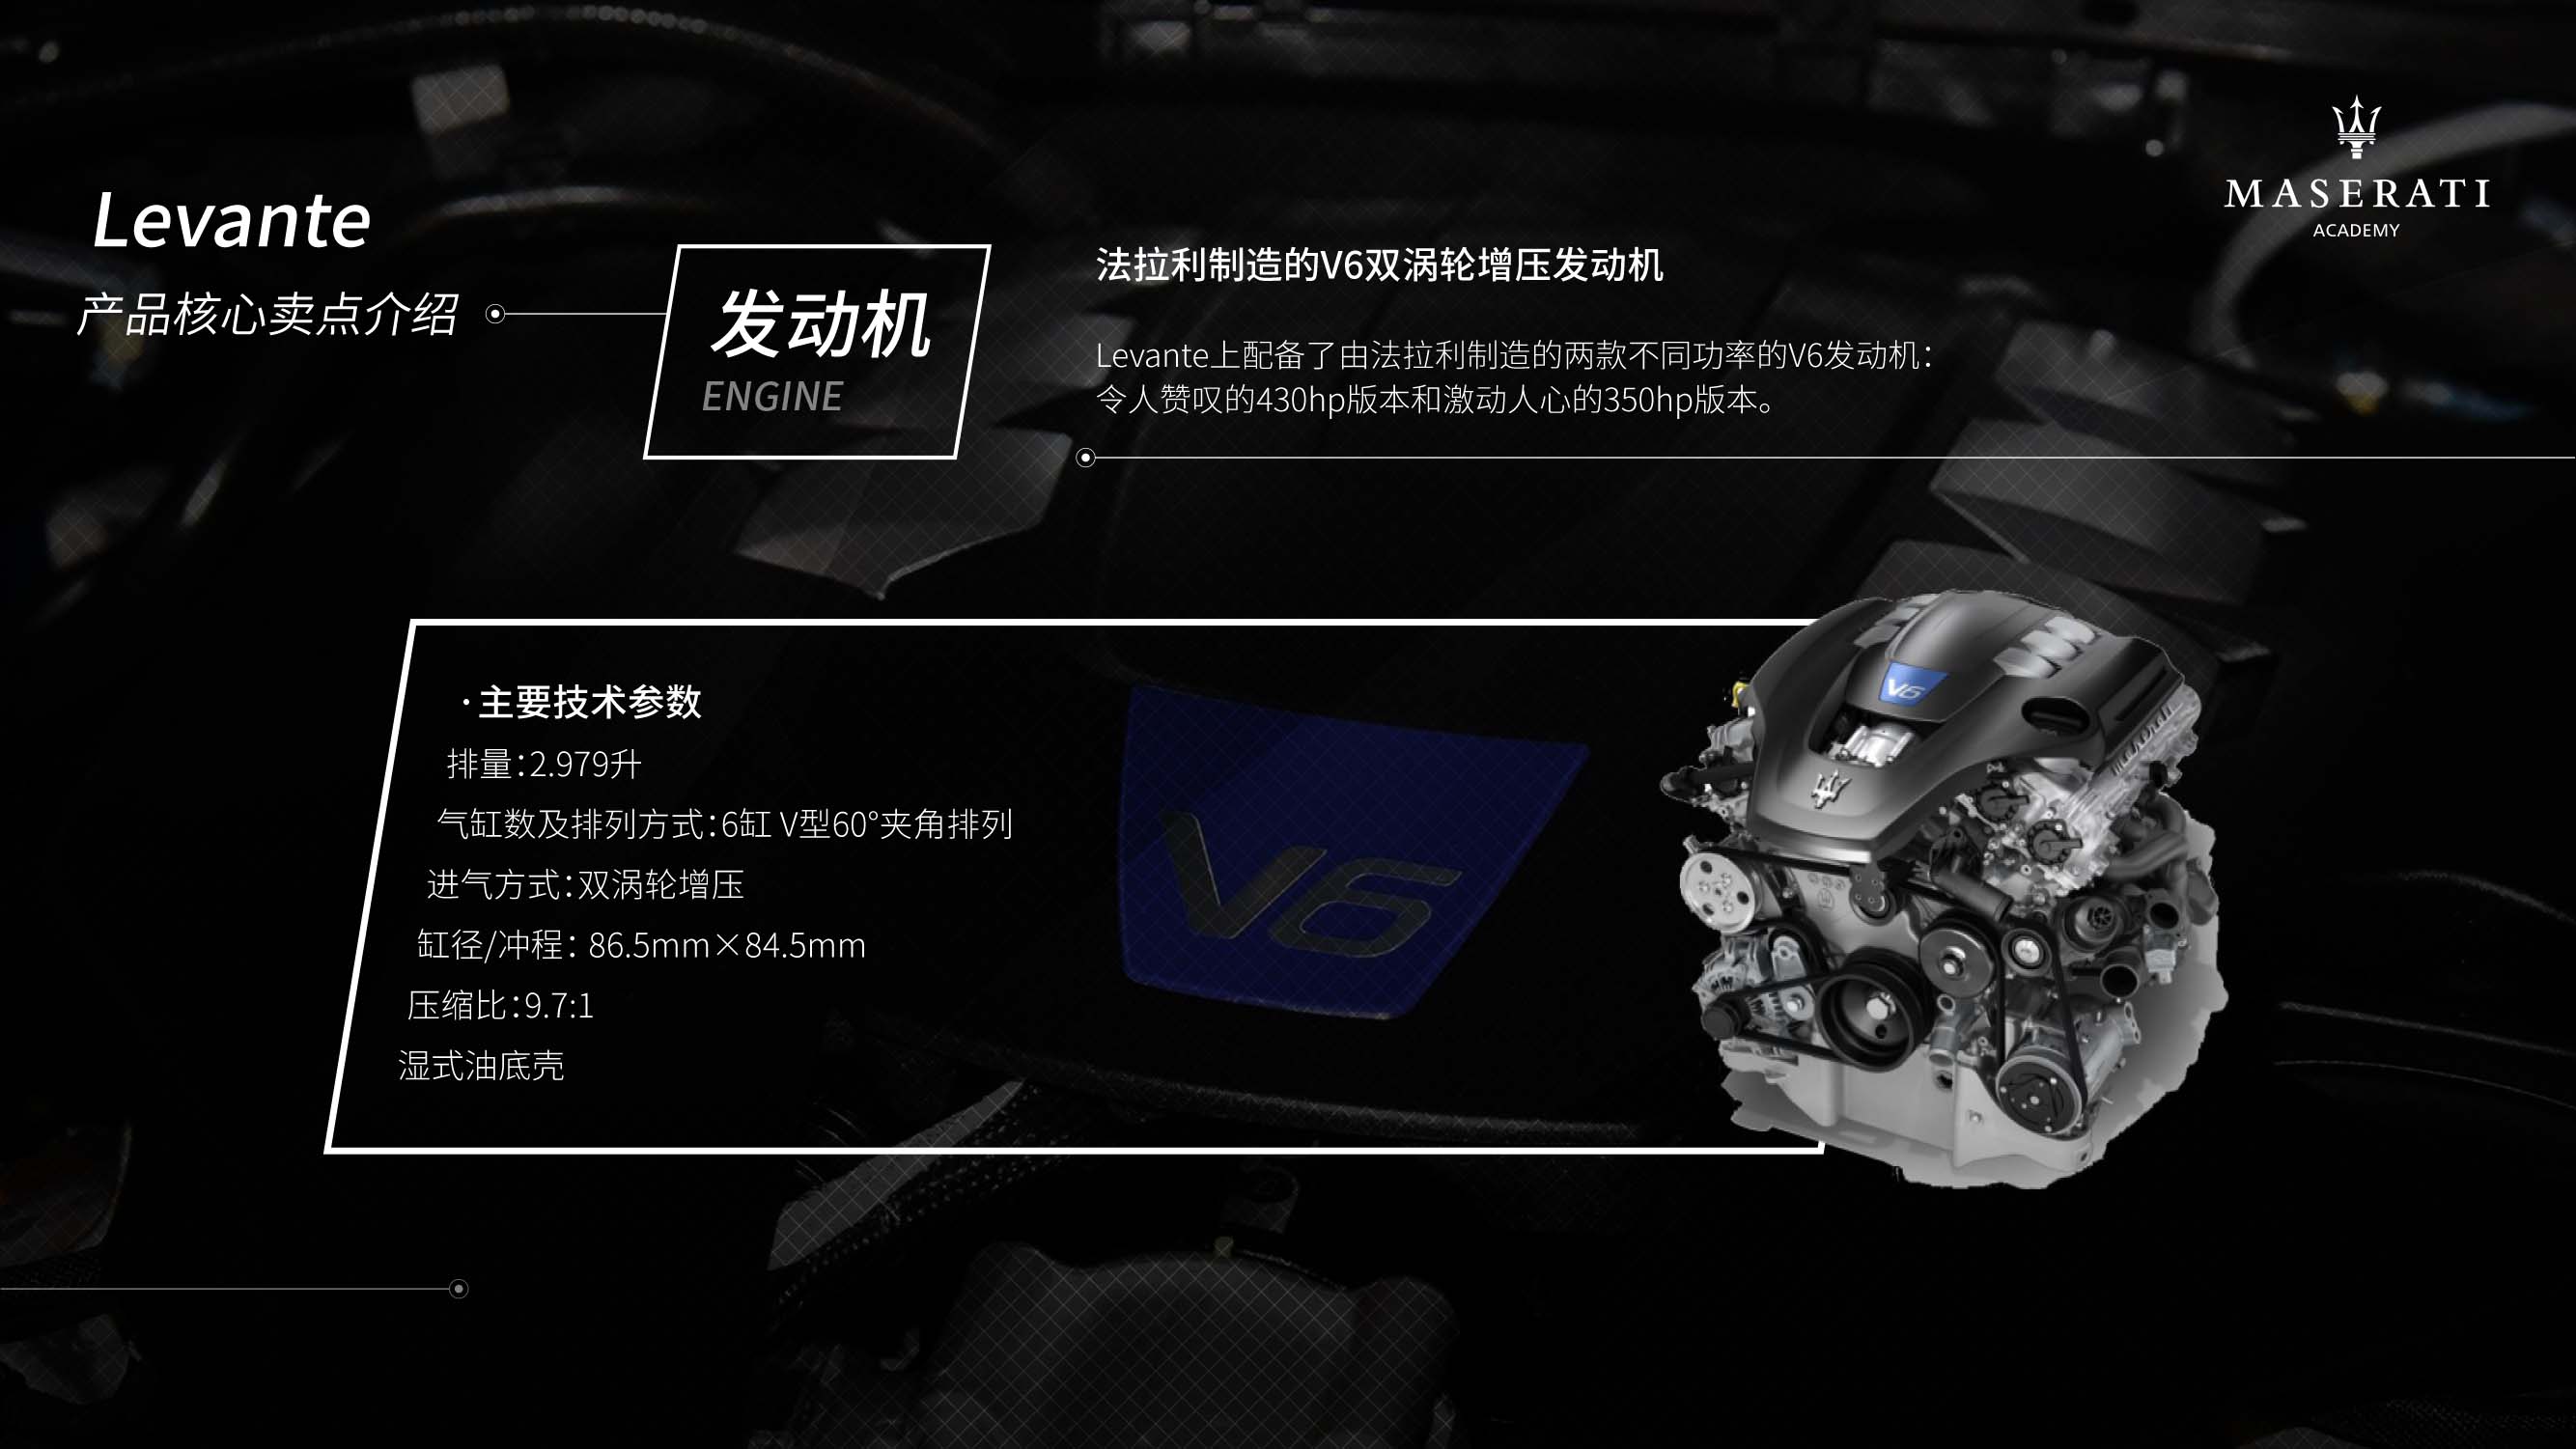 Levante
产品核心卖点介绍
发动机
ENGINE
法拉利制造的V6双涡轮增压发动机
Levante上配备了由法拉利制造的两款不同功率的V6发动机：
令人赞叹的430hp版本和激动人心的350hp版本。
MASERATI
ACADEMY
·主要技术参数
排量：2.979升
气缸数及排列方式：6缸 V型60°夹角排列
进气方式：双涡轮增压
缸径/冲程： 86.5mm×84.5mm
压缩比：9.7:1
湿式油底壳
V6
V6